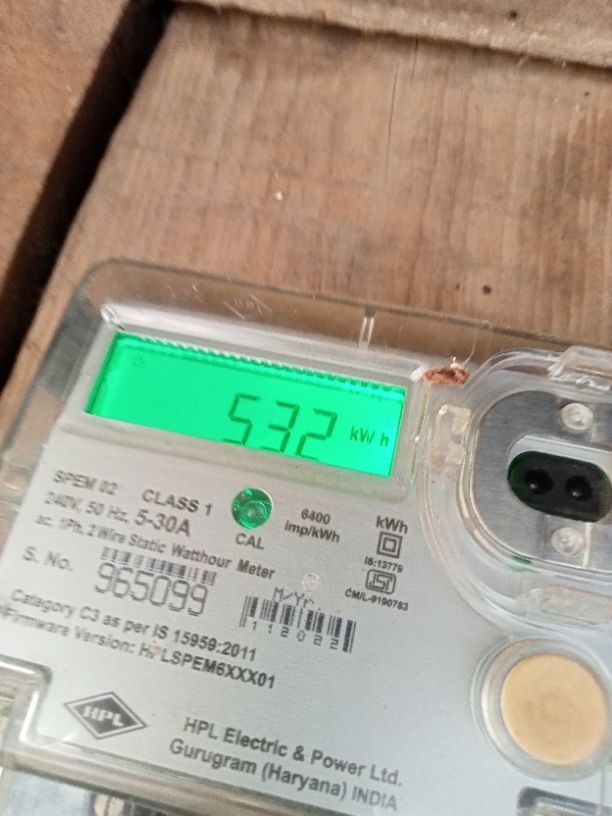 532 kWh
SPEM 02 CLASS 1 6400 kWh
240V, 50 Hz, 5-30A CAL imp/kWh
ac, 1Ph, 2 Wire Static Watthour Meter
IS:13779
ISI
CM/L-9190783
S. No. 965099
M/Yr.
112022
Category C3 as per IS 15959:2011
Firmware Version: HPLSPEM6XXX01
HPL
HPL Electric & Power Ltd.
Gurugram (Haryana) INDIA